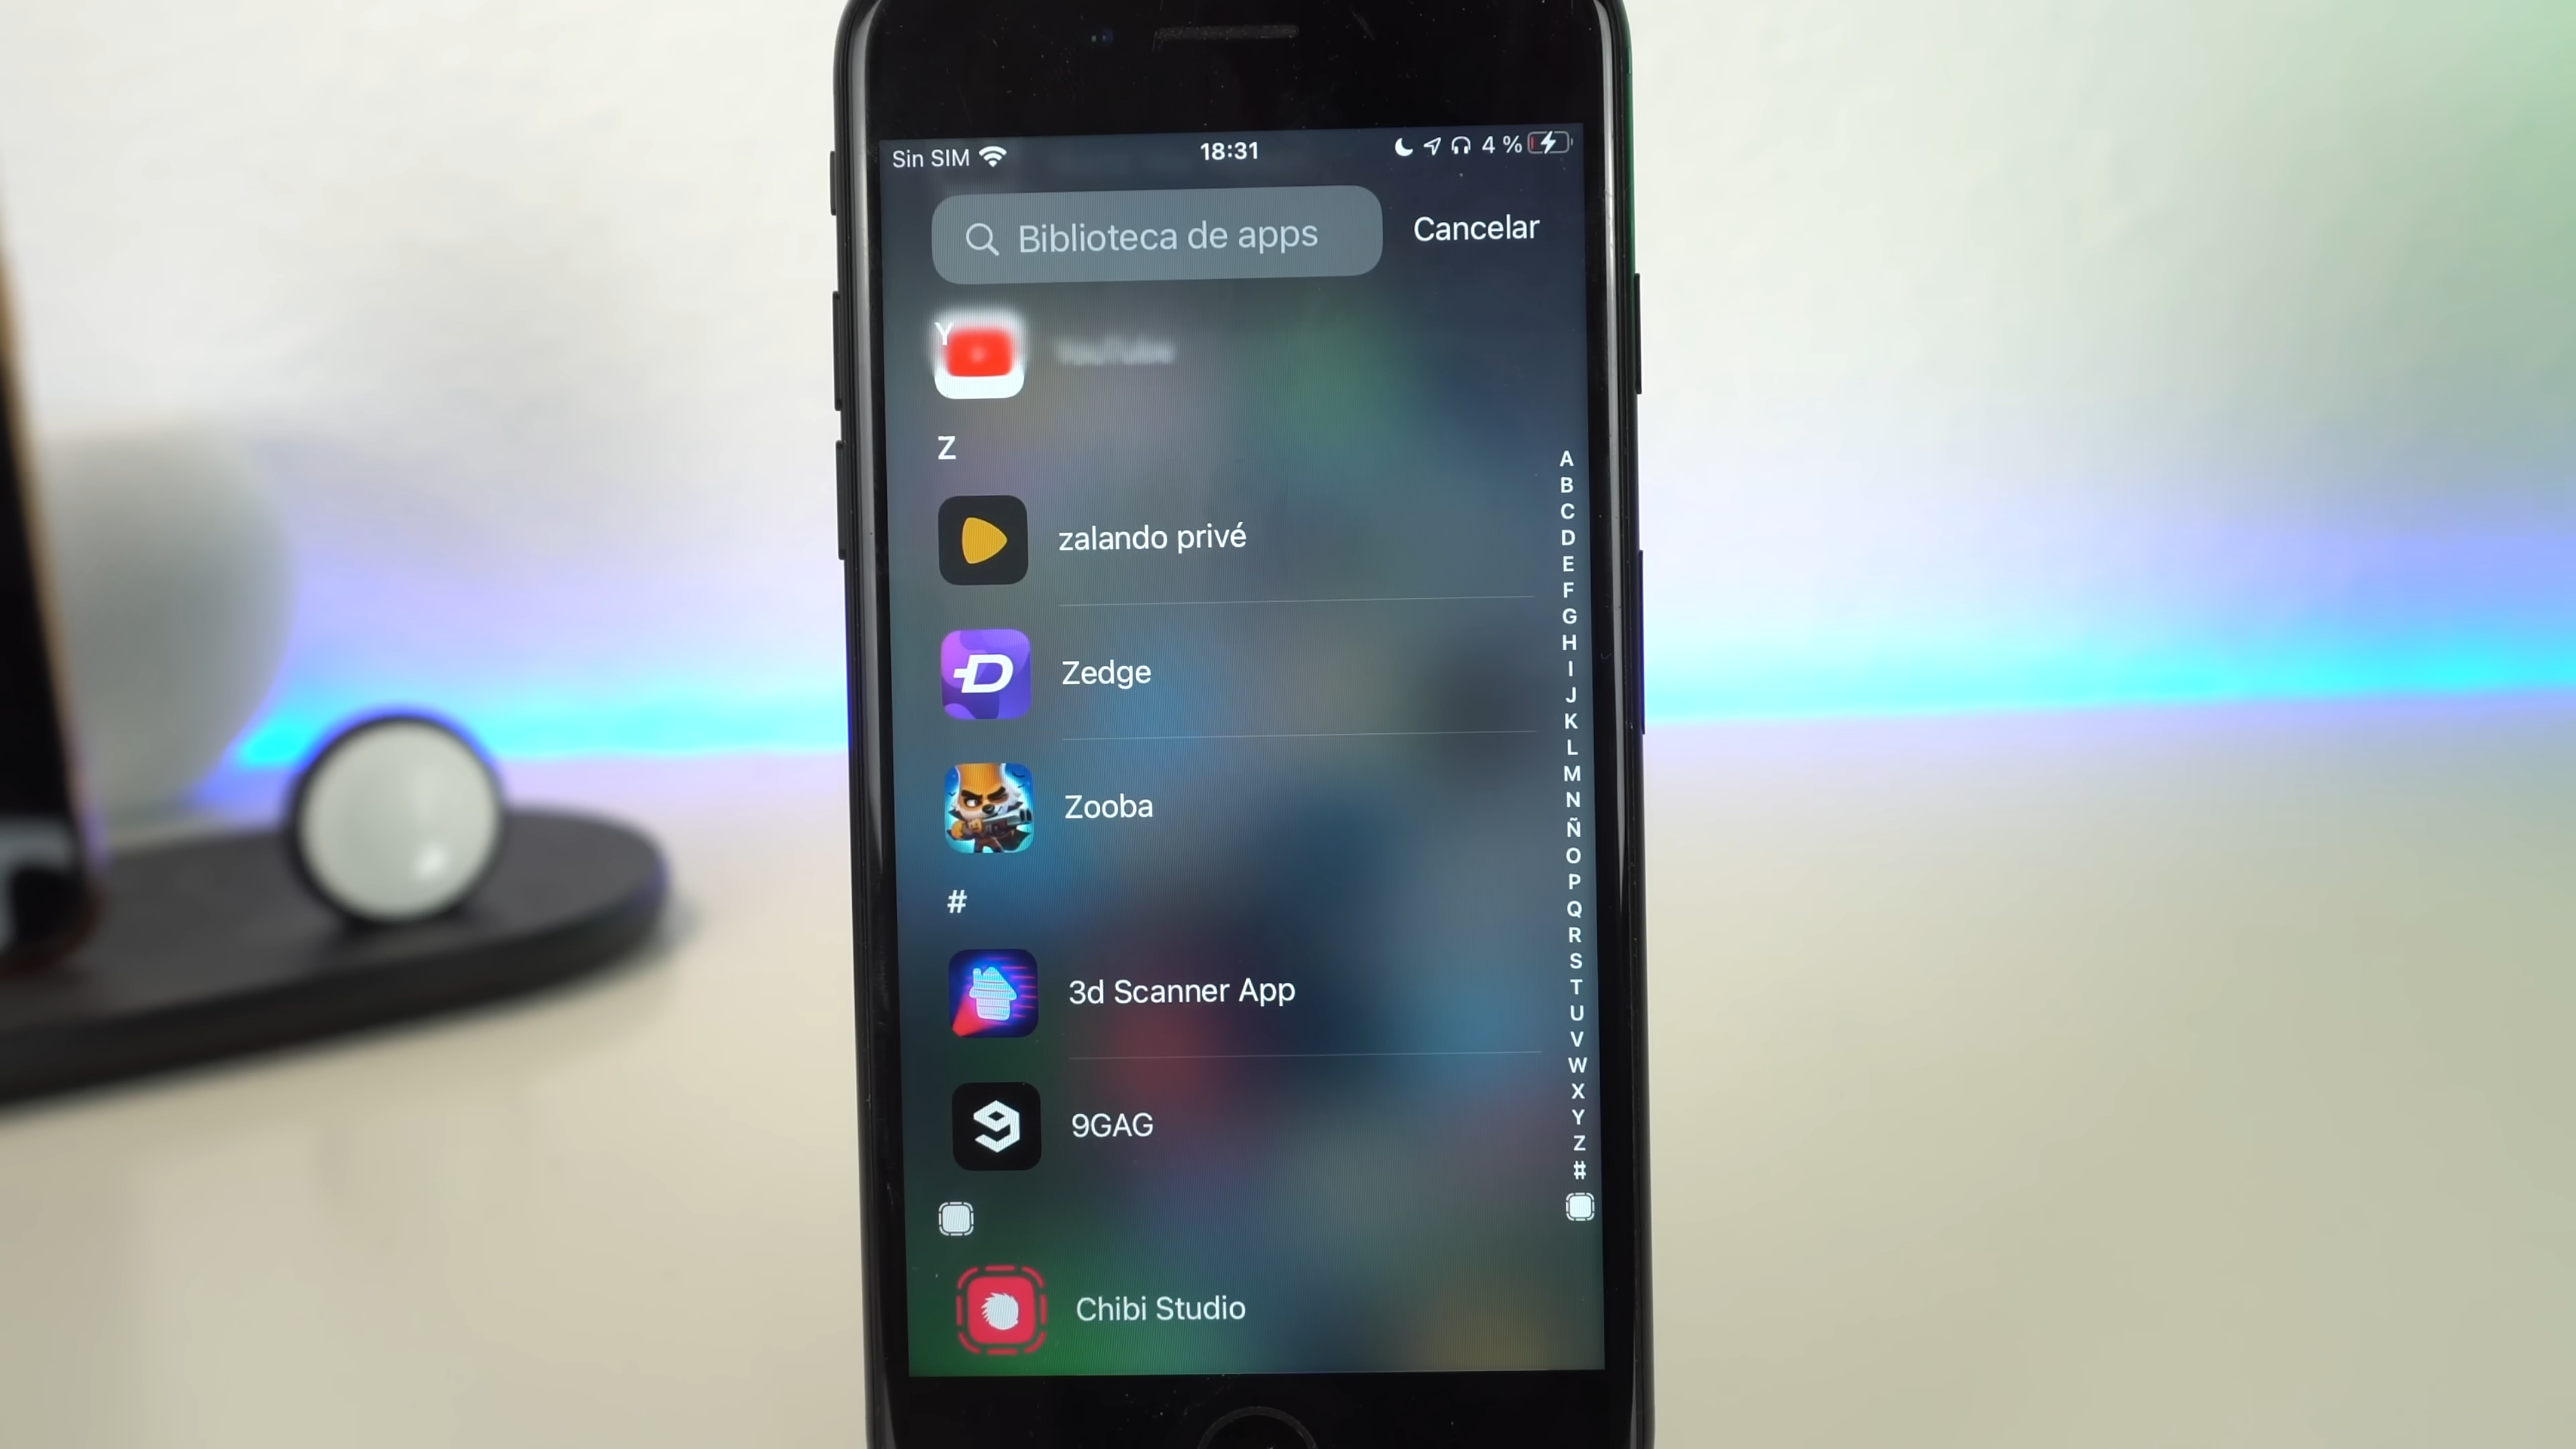 Sin SIM 18:31 4 %
Biblioteca de apps Cancelar
Y
YouTube
Z
zalando privé
Zedge
Zooba
#
3d Scanner App
9GAG
Chibi Studio
A
B
C
D
E
F
G
H
I
J
K
L
M
N
Ñ
O
P
Q
R
S
T
U
V
W
X
Y
Z
#